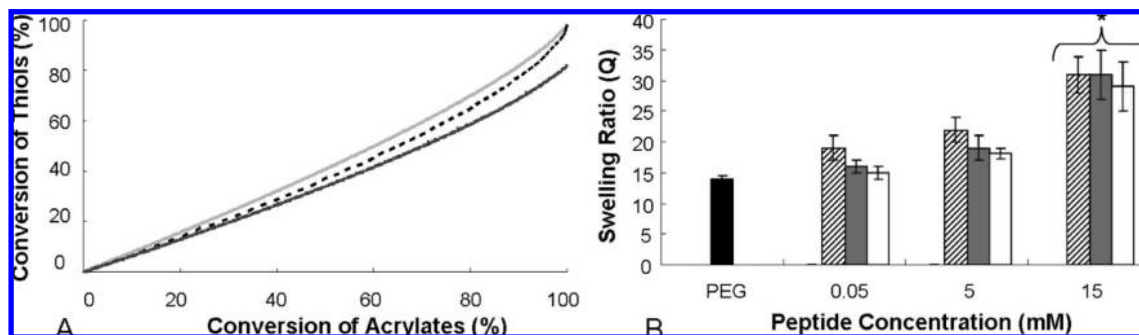 Conversion of Thiols (%)
100
80
60
40
20
0
0 20 40 60 80 100
A Conversion of Acrylates (%)
Swelling Ratio (Q)
40
35
30
25
20
15
10
5
0
*
PEG 0.05 5 15
B Peptide Concentration (mM)